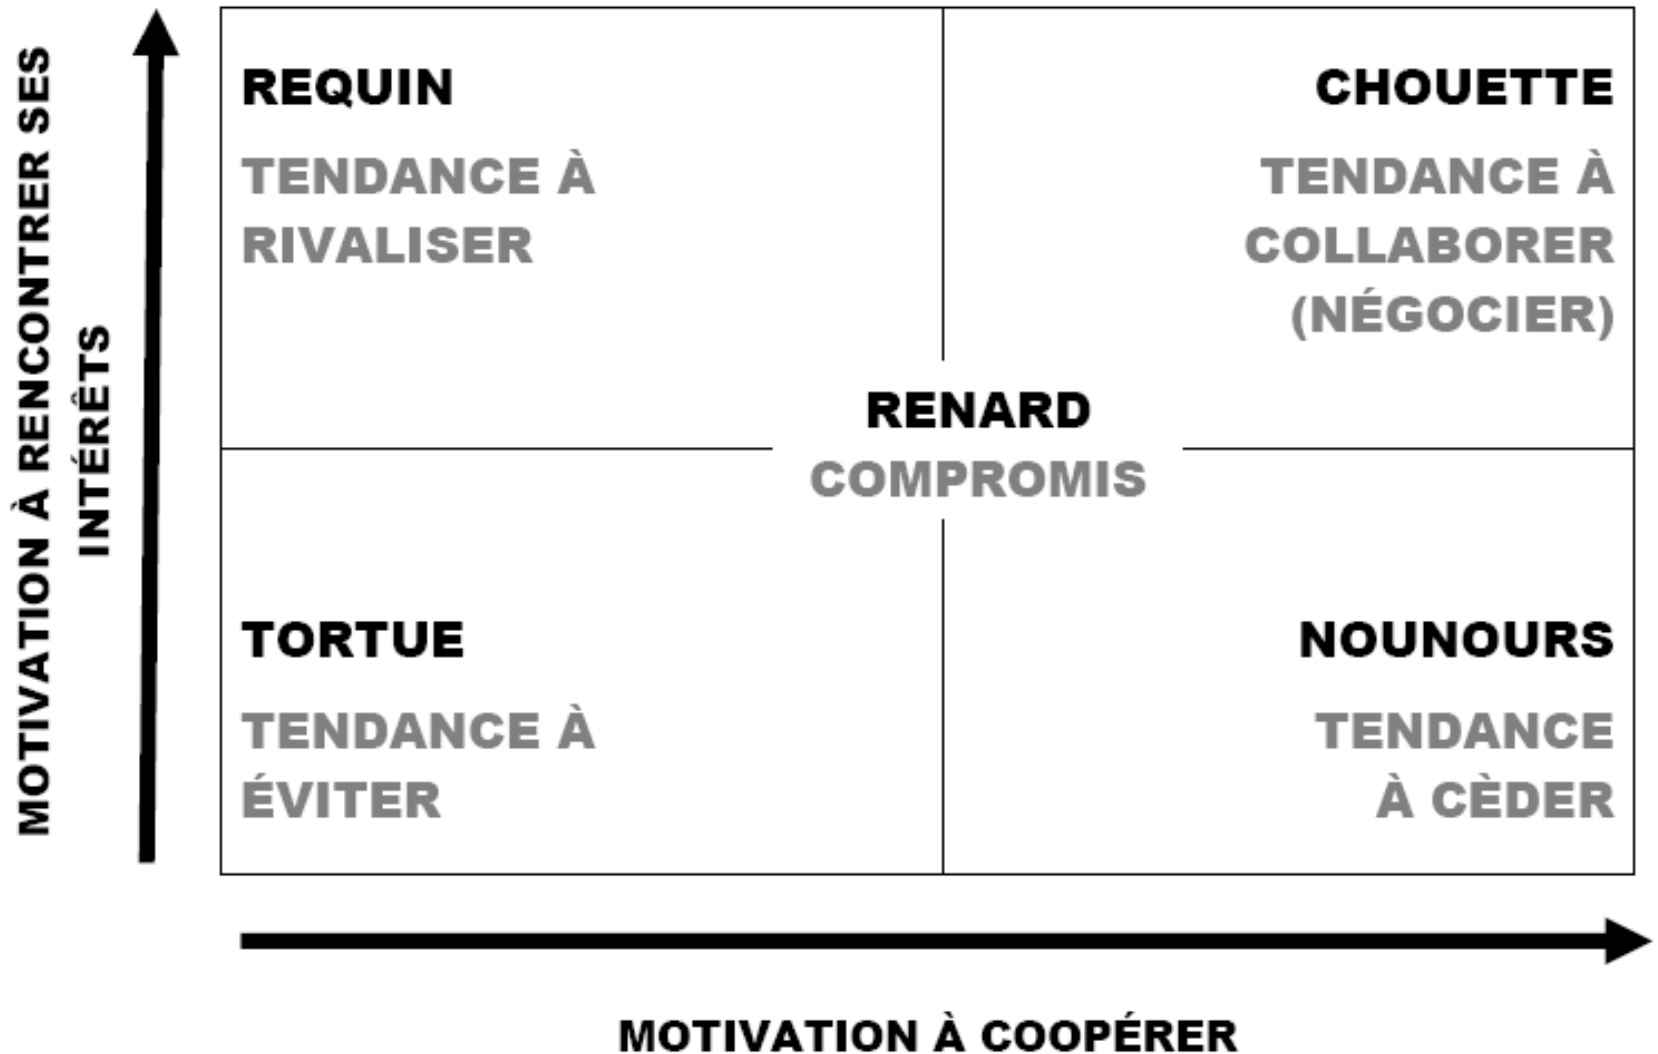 MOTIVATION À RENCONTRER SES
INTÉRÊTS
REQUIN
TENDANCE À
RIVALISER
CHOUETTE
TENDANCE À
COLLABORER
(NÉGOCIER)
RENARD
COMPROMIS
TORTUE
TENDANCE À
ÉVITER
NOUNOURS
TENDANCE
À CÈDER
MOTIVATION À COOPÉRER